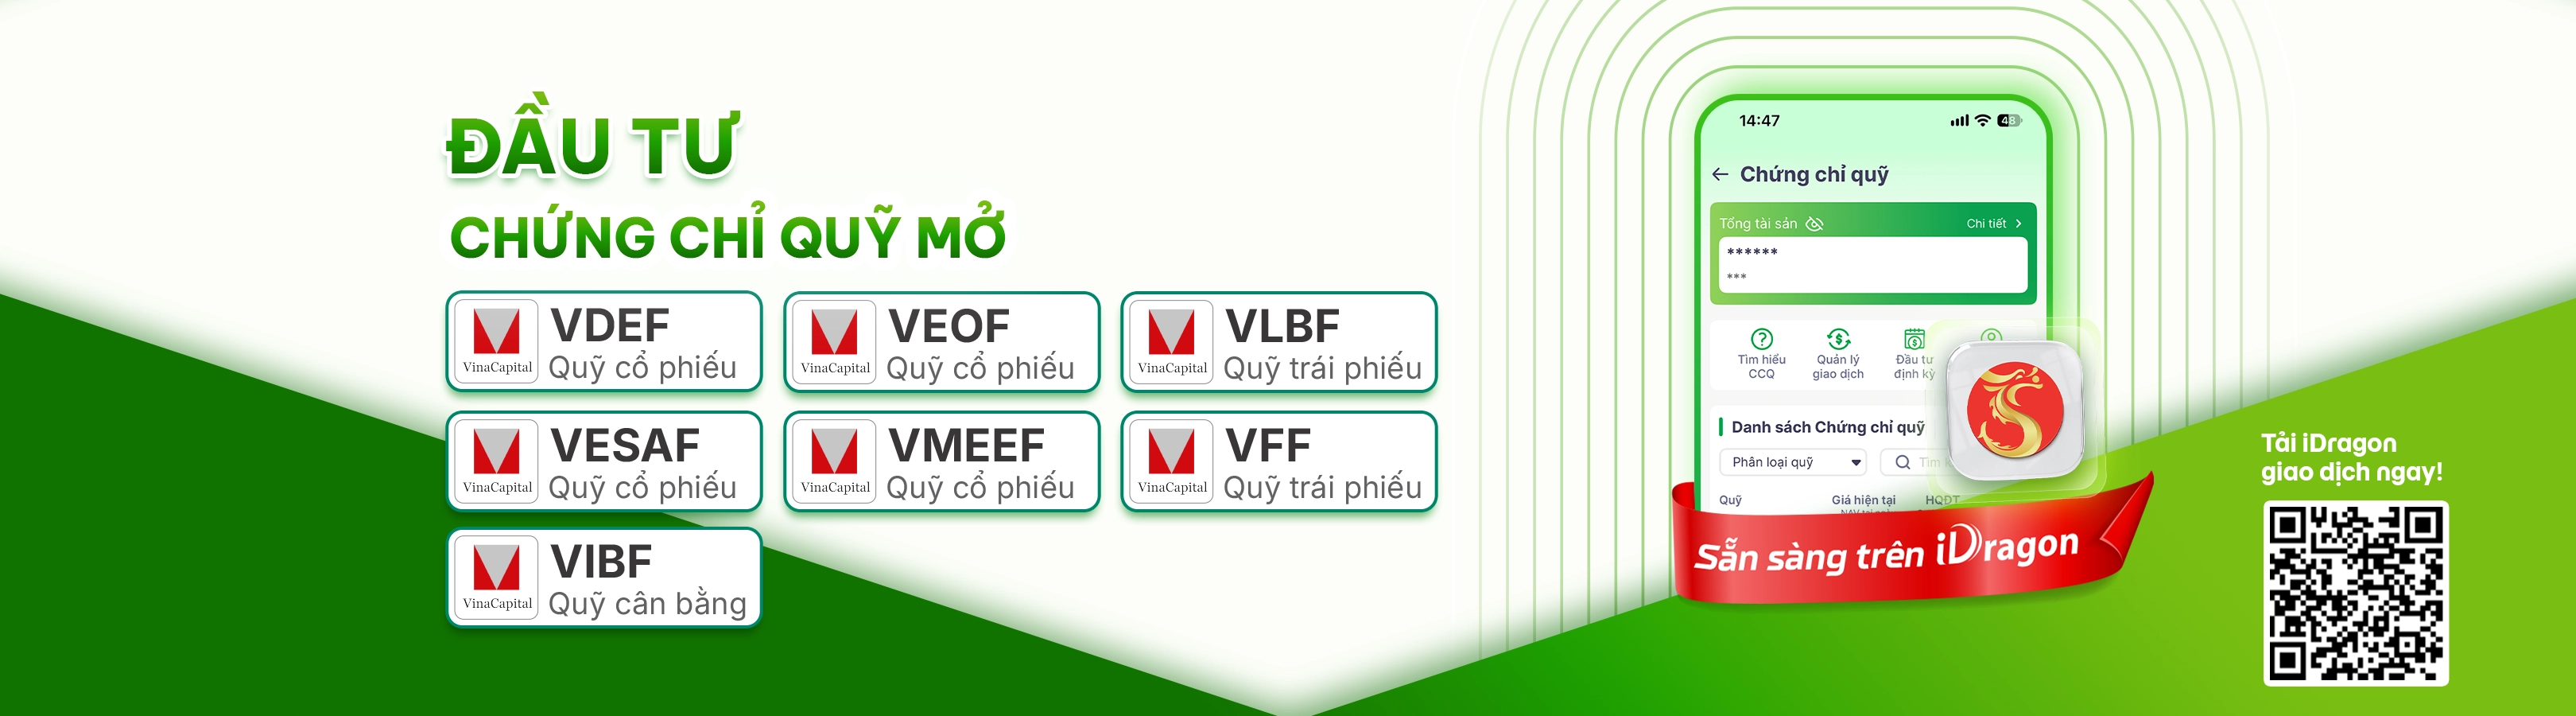 ĐẦU TƯ
CHỨNG CHỈ QUỸ MỞ
VinaCapital
VDEF
Quỹ cổ phiếu
VinaCapital
VEOF
Quỹ cổ phiếu
VinaCapital
VLBF
Quỹ trái phiếu
VinaCapital
VESAF
Quỹ cổ phiếu
VinaCapital
VMEEF
Quỹ cổ phiếu
VinaCapital
VFF
Quỹ trái phiếu
VinaCapital
VIBF
Quỹ cân bằng
14:47
48
Chứng chỉ quỹ
Tổng tài sản
Chi tiết
******
***
Tìm hiểu
CCQ
Quản lý
giao dịch
Đầu tư
định kỳ
Danh sách Chứng chỉ quỹ
Phân loại quỹ
Tìm
Quỹ
Giá hiện tại
HQĐT
Sẵn sàng trên iDragon
Tải iDragon
giao dịch ngay!